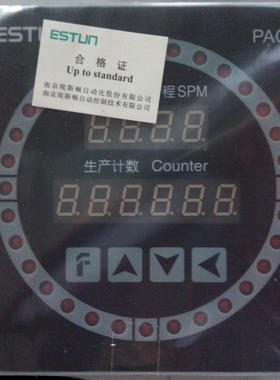 ESTUN
PAC
ESTUN
合格证
Up to standard
南京埃斯顿自动化股份有限公司
南京埃斯顿自动控制技术有限公司
程SPM
生产计数 Counter